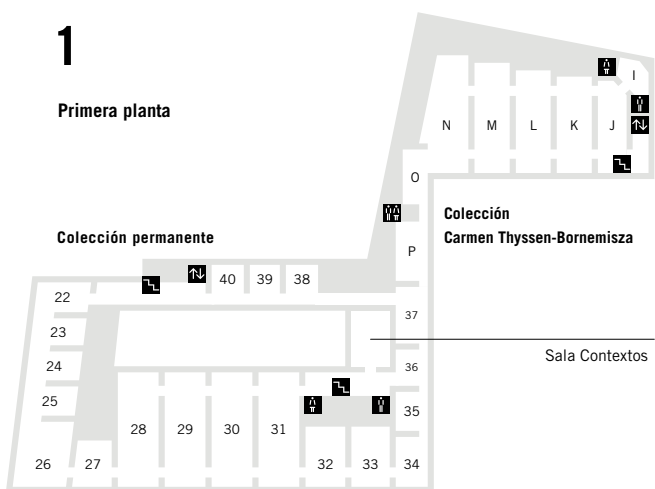 1
Primera planta
I
N
M
L
K
J
O
Colección
Carmen Thyssen-Bornemisza
Colección permanente
P
40
39
38
22
37
23
Sala Contextos
24
36
25
35
28
29
30
31
26
27
32
33
34